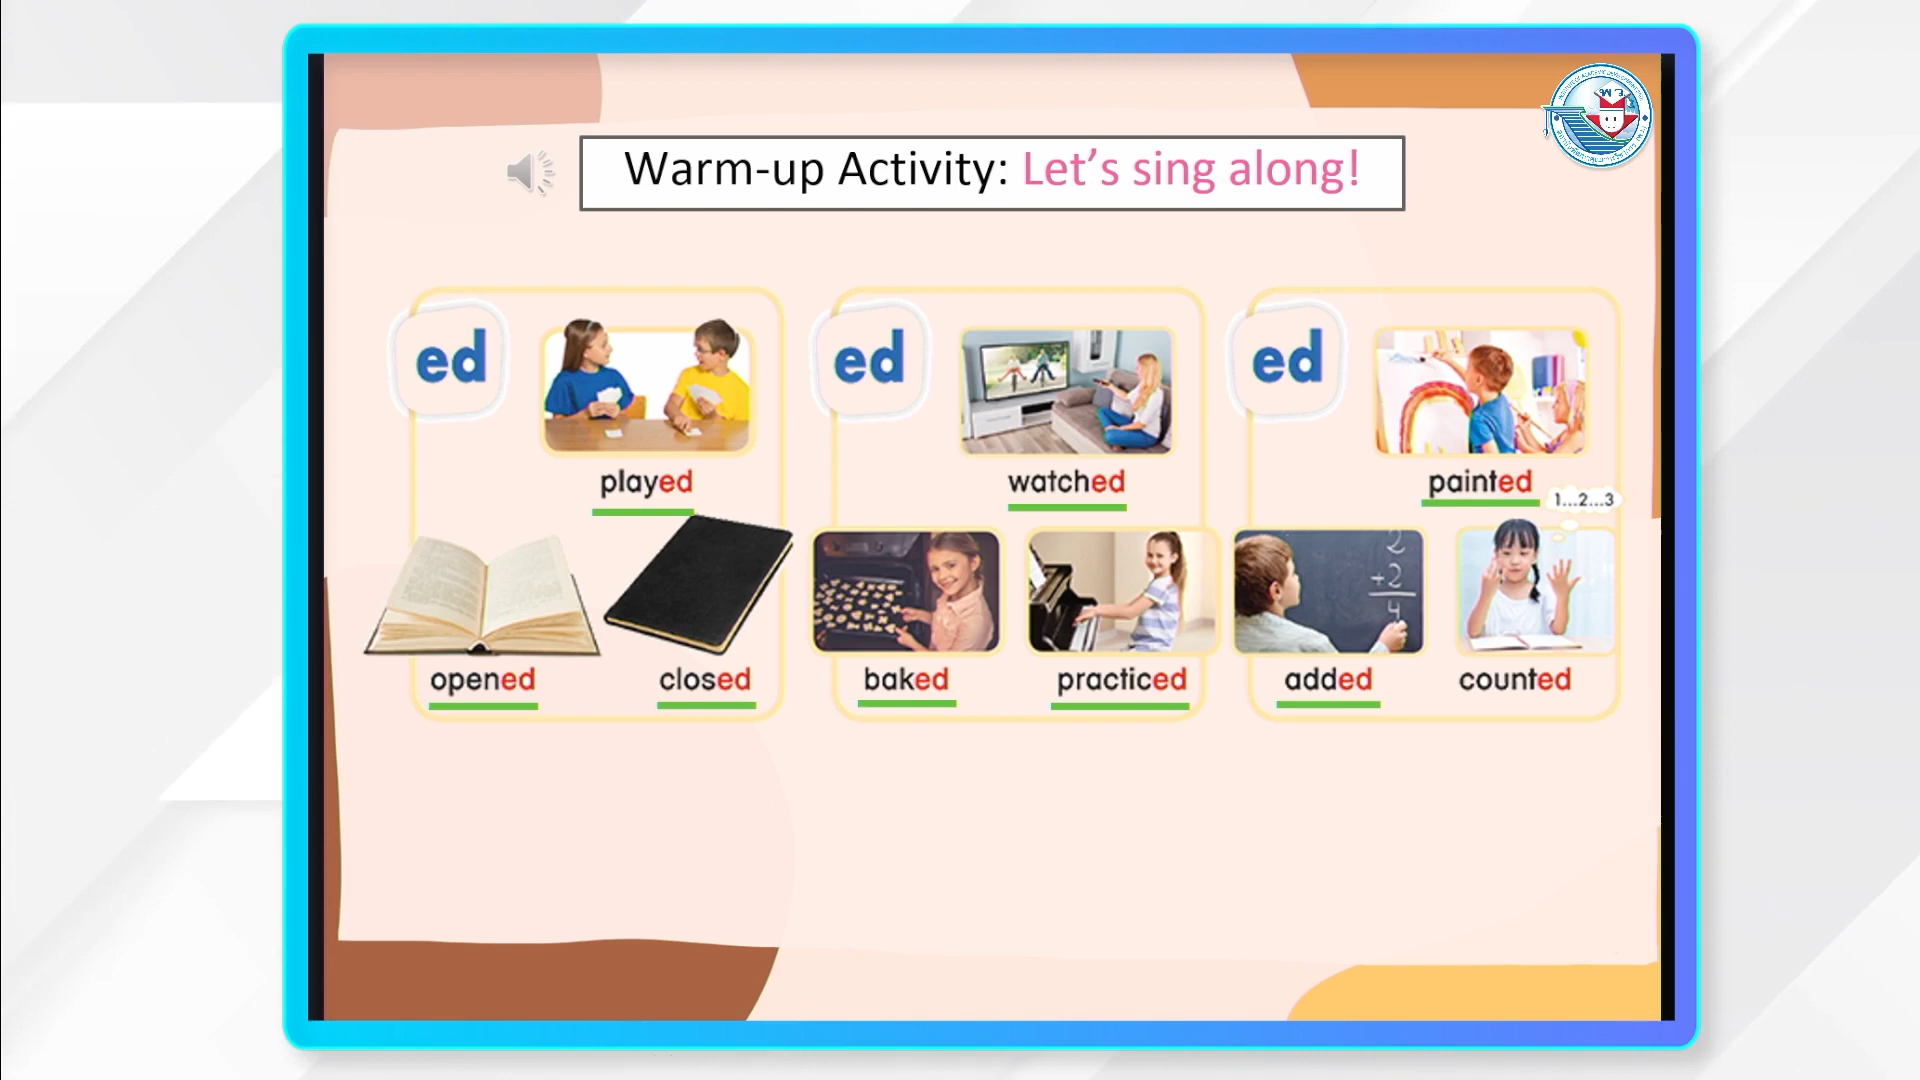 Warm-up Activity: Let's sing along!
ed
played
opened
closed
ed
watched
baked
practiced
ed
painted
1...2...3
2
+2
4
added
counted